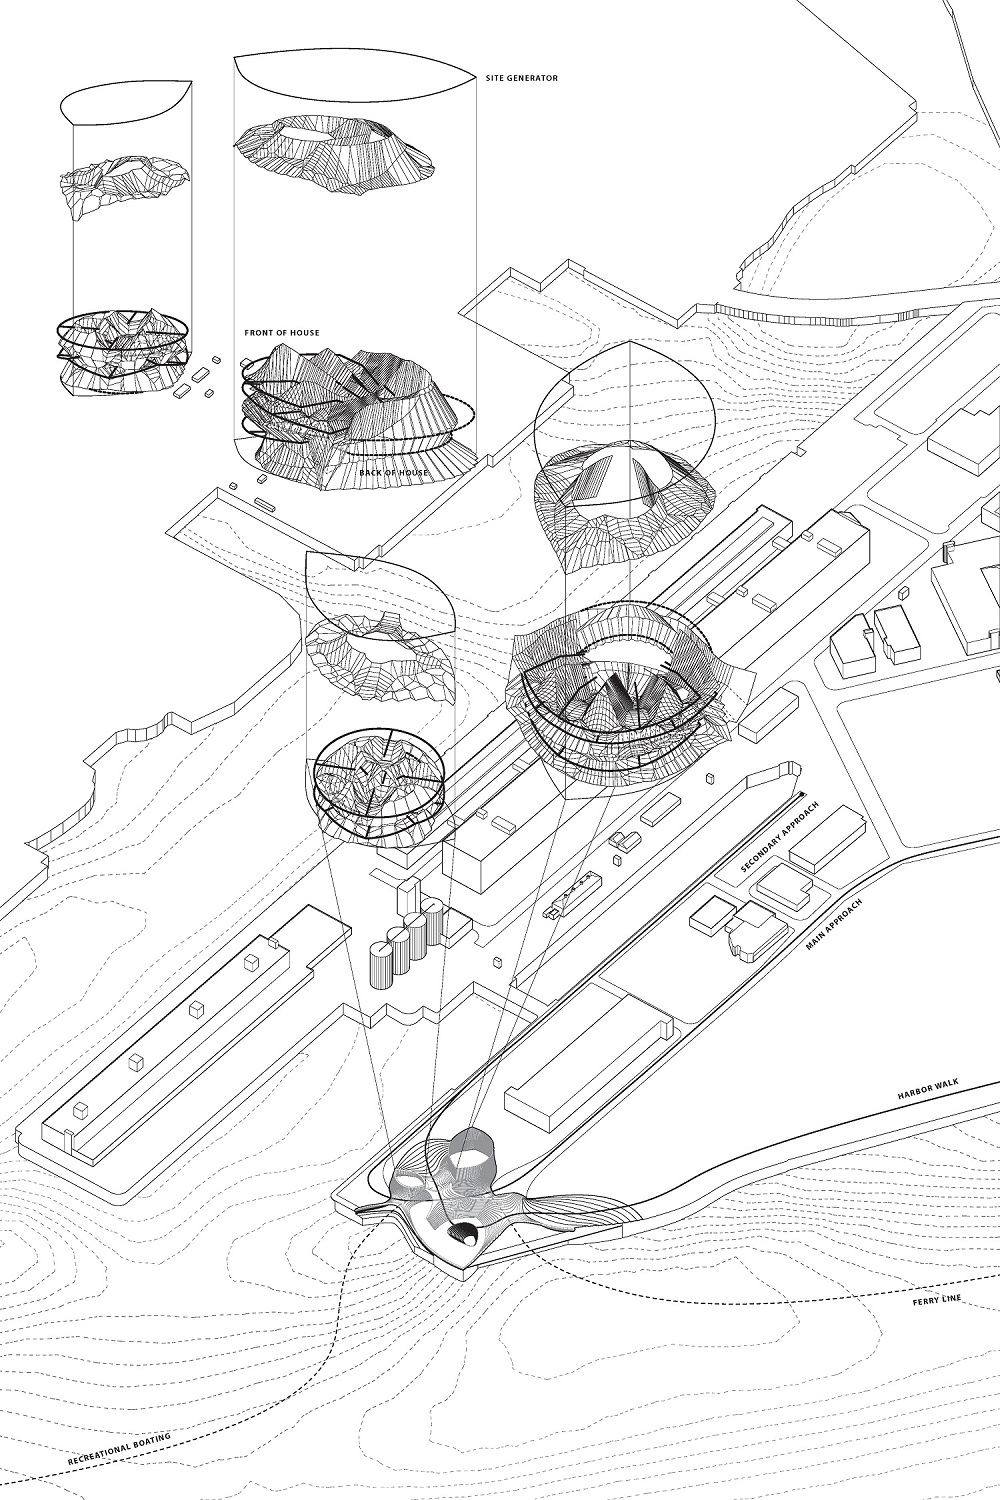 SITE GENERATOR
FRONT OF HOUSE
BACK OF HOUSE
SECONDARY APPROACH
MAIN APPROACH
HARBOR WALK
FERRY LINE
RECREATIONAL BOATING